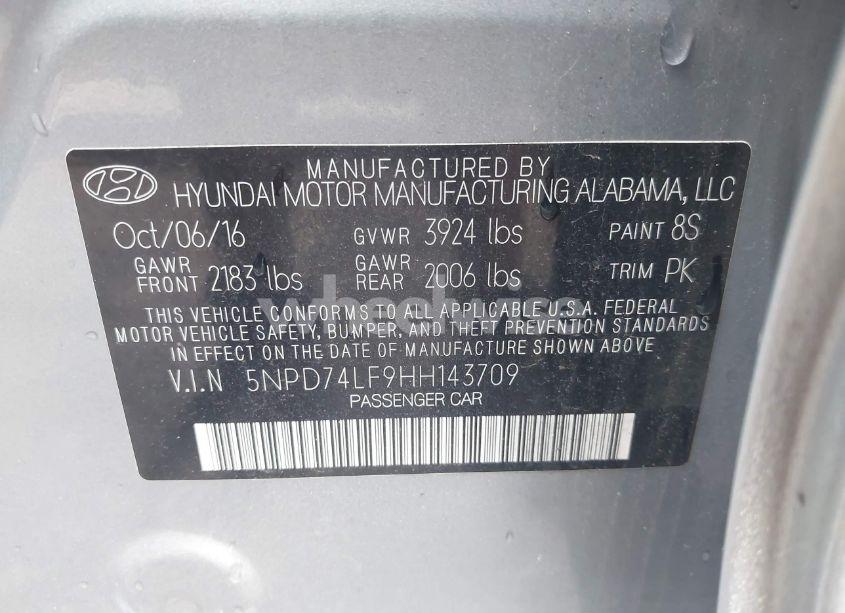 MANUFACTURED BY
HYUNDAI MOTOR MANUFACTURING ALABAMA, LLC
Oct/06/16 GVWR 3924 lbs PAINT 8S
GAWR FRONT 2183 lbs GAWR REAR 2006 lbs TRIM PK
THIS VEHICLE CONFORMS TO ALL APPLICABLE U.S.A. FEDERAL
MOTOR VEHICLE SAFETY, BUMPER, AND THEFT PREVENTION STANDARDS
IN EFFECT ON THE DATE OF MANUFACTURING SHOWN ABOVE
V.I.N 5NPD74LF9HH143709
PASSENGER CAR